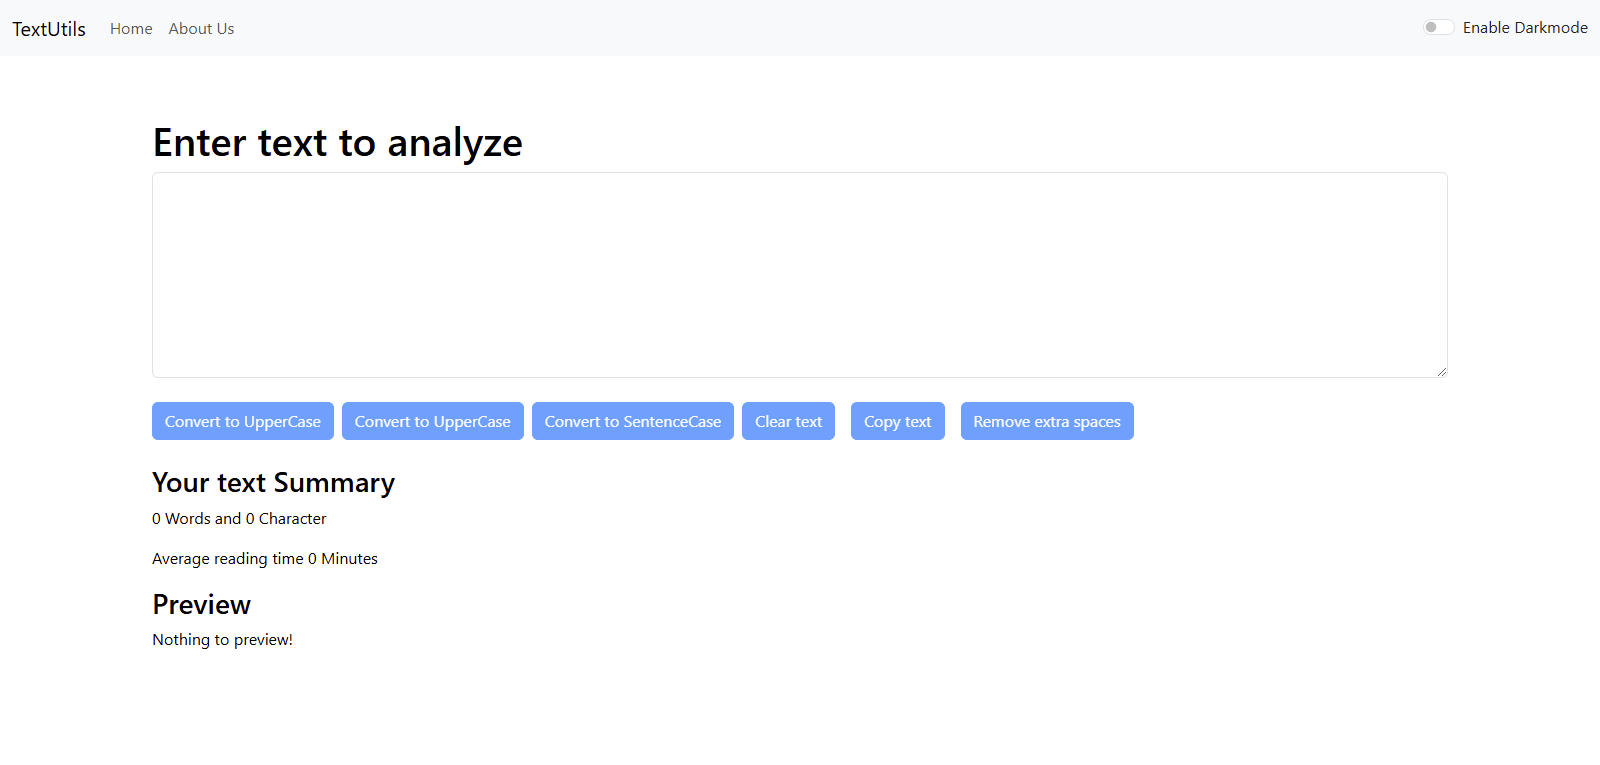 TextUtils Home About Us Enable Darkmode
Enter text to analyze
Convert to UpperCase Convert to UpperCase Convert to SentenceCase Clear text Copy text Remove extra spaces
Your text Summary
0 Words and 0 Character
Average reading time 0 Minutes
Preview
Nothing to preview!